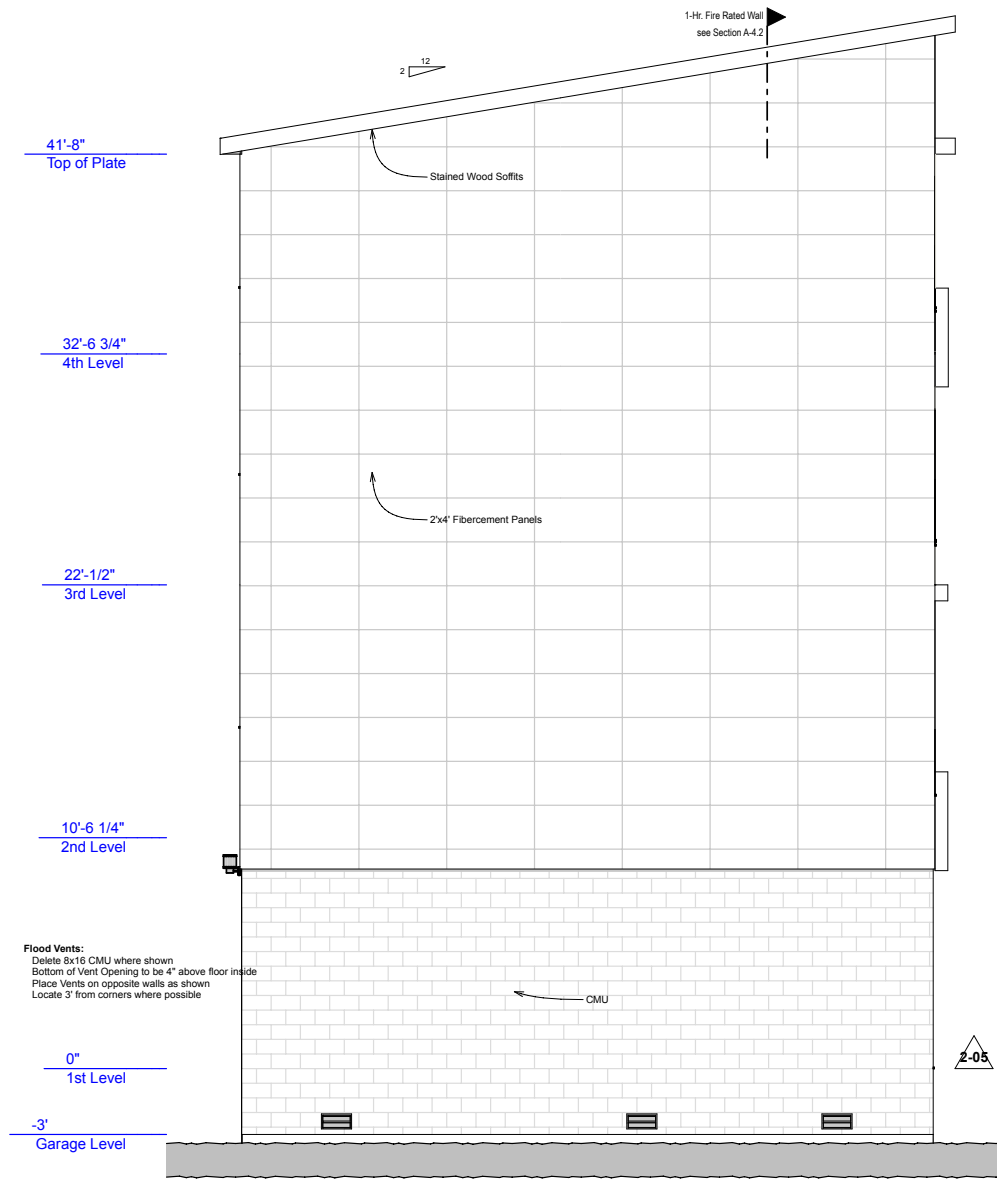 1-Hr. Fire Rated Wall
see Section A-4.2
12
2
41'-8"
Top of Plate
Stained Wood Soffits
32'-6 3/4"
4th Level
2'x4' Fibercement Panels
22'-1/2"
3rd Level
10'-6 1/4"
2nd Level
Flood Vents:
Delete 8x16 CMU where shown
Bottom of Vent Opening to be 4" above floor inside
Place Vents on opposite walls as shown
Locate 3' from corners where possible
CMU
0"
1st Level
2-05
-3'
Garage Level